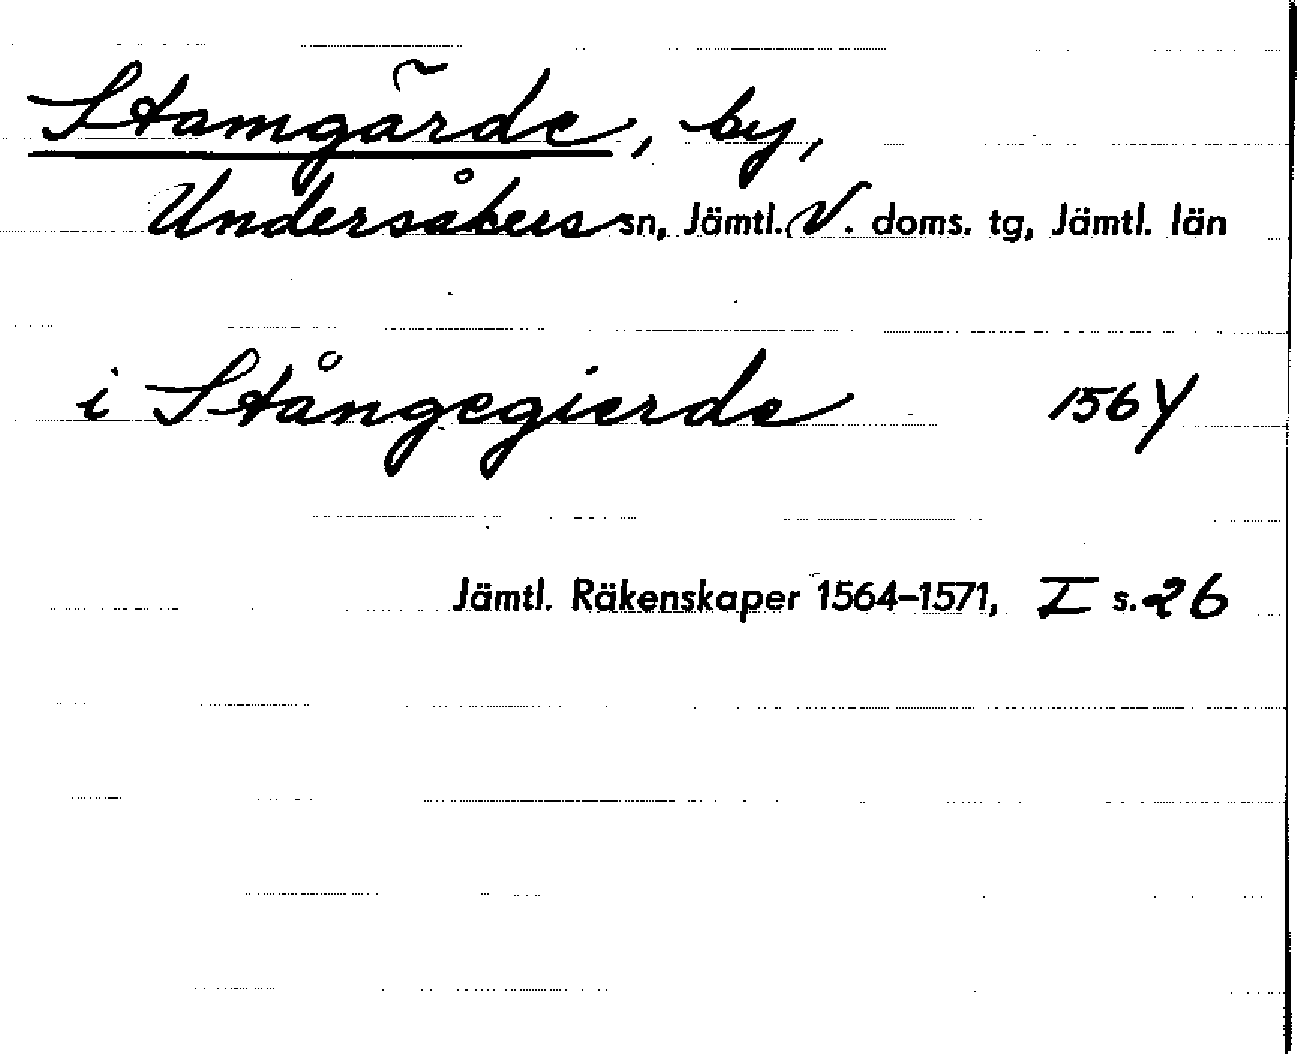 Stamgärde, by,
Undersåkers sn, Jämtl. V. doms. tg, Jämtl. län
i Stångegierde 1564
Jämtl. Räkenskaper 1564–1571, I s. 26